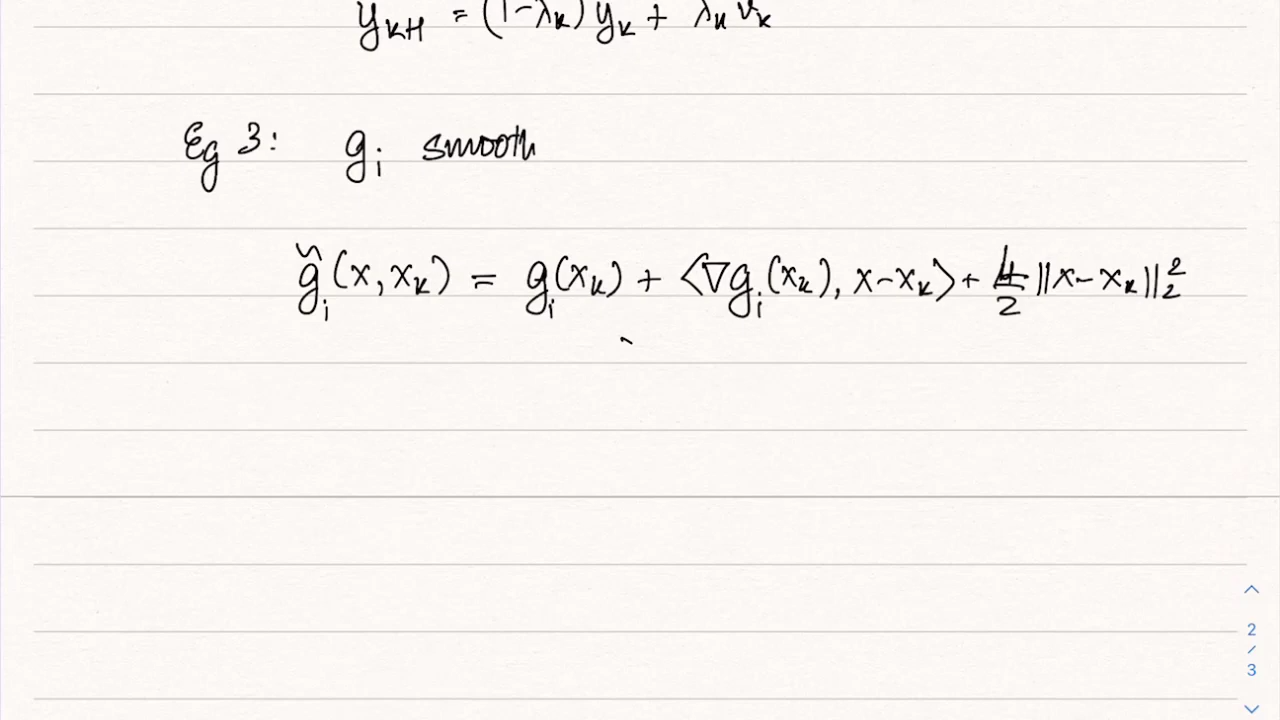 y_{k+1} = (1-λ_k) y_k + λ_k v_k
Eg 3: g_i smooth
g̃_i (x, x_k) = g_i(x_k) + ⟨∇g_i(x_k), x-x_k⟩ + L/2 ||x-x_k||_2^2
2
/
3